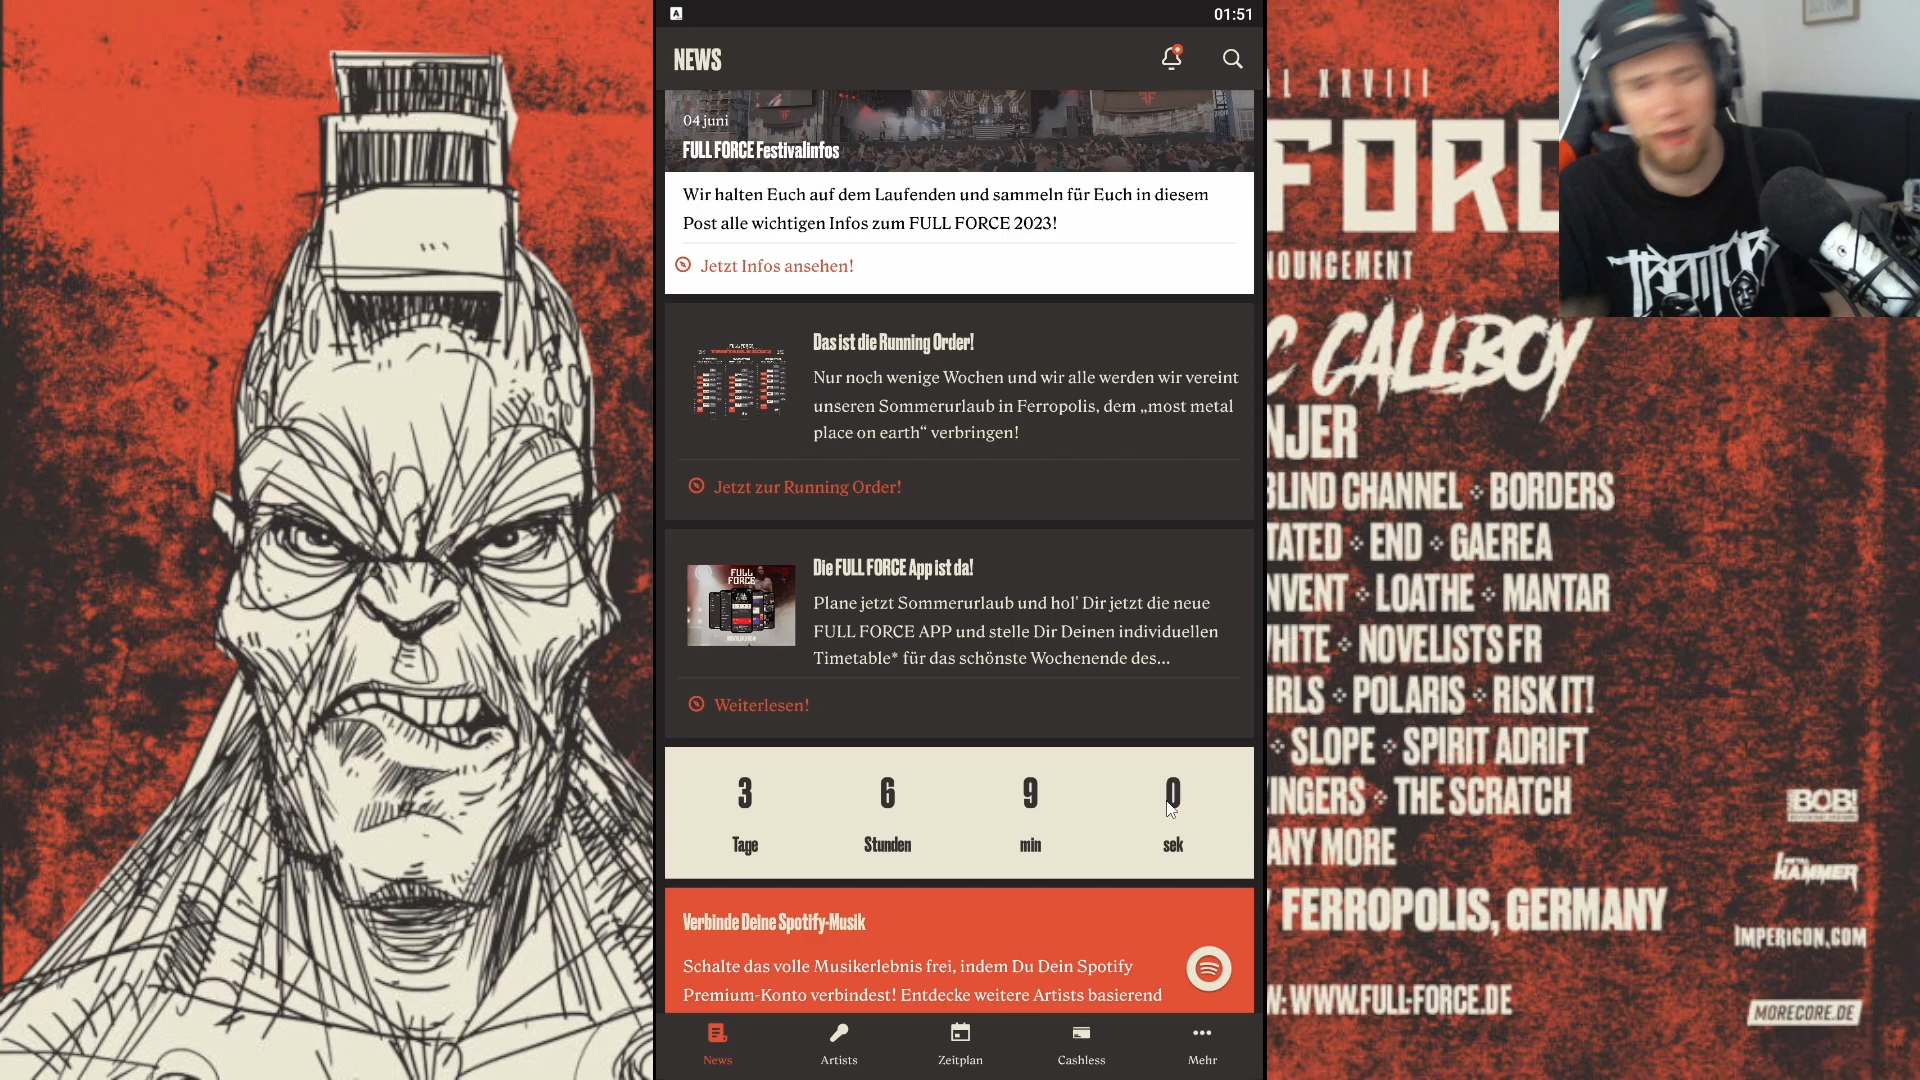 01:51
NEWS
04 juni
FULL FORCE Festivalinfos
Wir halten Euch auf dem Laufenden und sammeln für Euch in diesem
Post alle wichtigen Infos zum FULL FORCE 2023!
Jetzt Infos ansehen!
Das ist die Running Order!
Nur noch wenige Wochen und wir alle werden wir vereint
unseren Sommerurlaub in Ferropolis, dem „most metal
place on earth“ verbringen!
Jetzt zur Running Order!
FULL
FORCE
Die FULL FORCE App ist da!
Plane jetzt Sommerurlaub und hol' Dir jetzt die neue
FULL FORCE APP und stelle Dir Deinen individuellen
Timetable* für das schönste Wochenende des...
Weiterlesen!
3 6 9 0
Tage Stunden min sek
Verbinde Deine Spotify-Musik
Schalte das volle Musikerlebnis frei, indem Du Dein Spotify
Premium-Konto verbindest! Entdecke weitere Artists basierend
News Artists Zeitplan Cashless Mehr
L XXVIII
FORC
OUNCEMENT
C CALLBOY
NJER
BLIND CHANNEL BORDERS
TATED END GAEREA
NVENT LOATHE MANTAR
WHITE NOVELISTS FR
IRLS POLARIS RISK IT!
SLOPE SPIRIT ADRIFT
INGERS THE SCRATCH
ANY MORE
FERROPOLIS, GERMANY
W: WWW.FULL-FORCE.DE
BOB!
METAL HAMMER
IMPERICON.COM
MORECORE.DE
TRAITOR